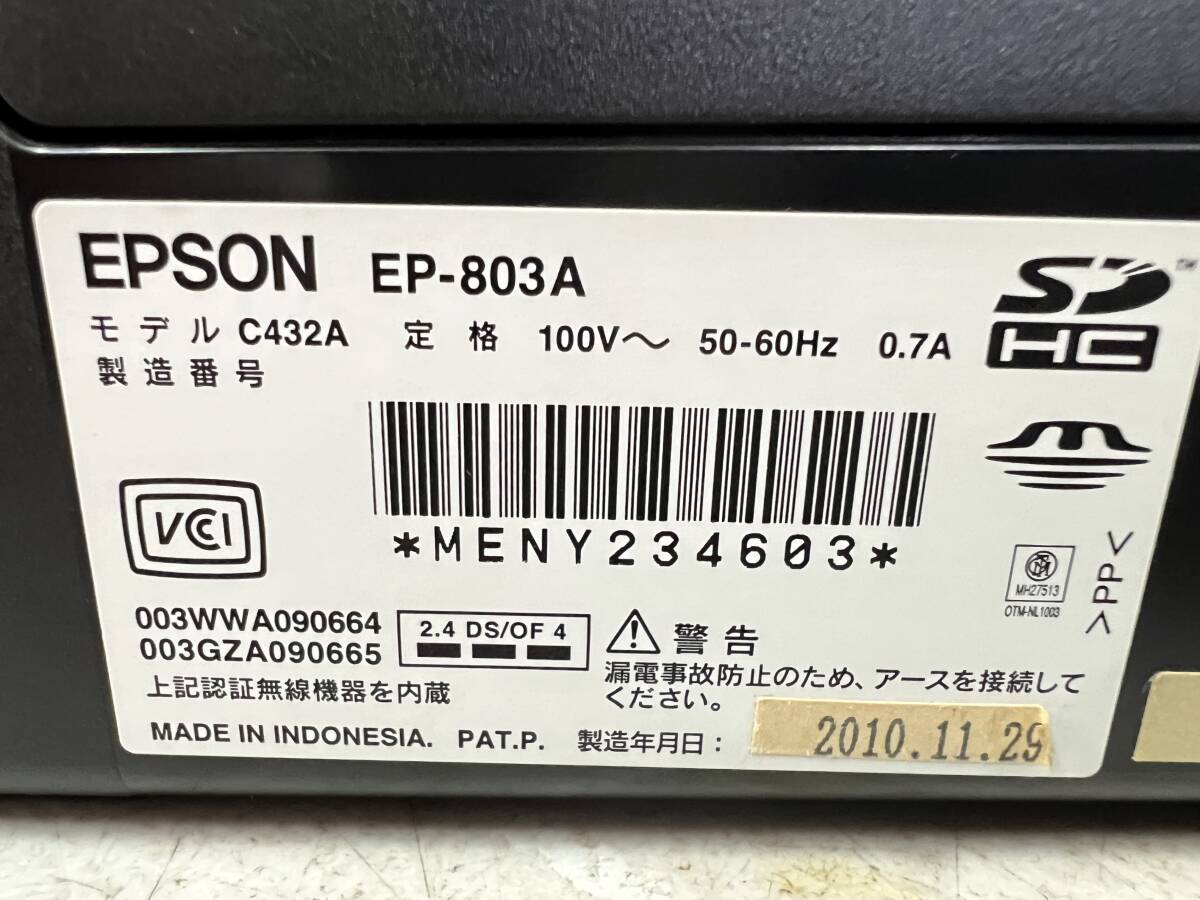 EPSON EP-803A
モデル C432A 定格 100V～ 50-60Hz 0.7A
製造番号
SD™
HC
*MENY234603*
VCI
MH27513
OTM-NL1003
>PP<
003WWA090664
003GZA090665
2.4 DS/OF 4
上記認証無線機器を内蔵
警告
漏電事故防止のため、アースを接続して
ください。
MADE IN INDONESIA. PAT.P. 製造年月日: 2010.11.29